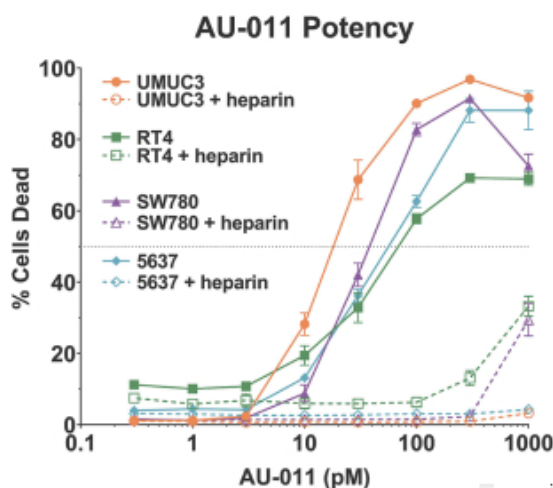 AU-011 Potency
100
80
60
40
20
0
% Cells Dead
UMUC3
UMUC3 + heparin
RT4
RT4 + heparin
SW780
SW780 + heparin
5637
5637 + heparin
0.1
1
10
100
1000
AU-011 (pM)